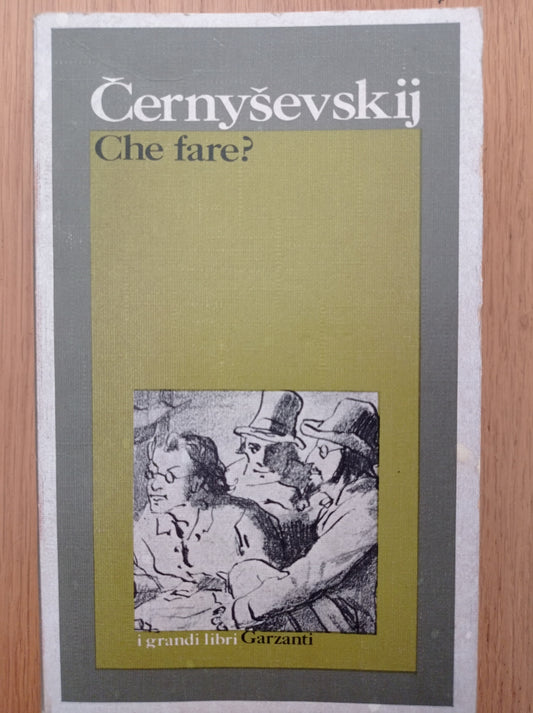 Černyševskij
Che fare?
i grandi libri Garzanti